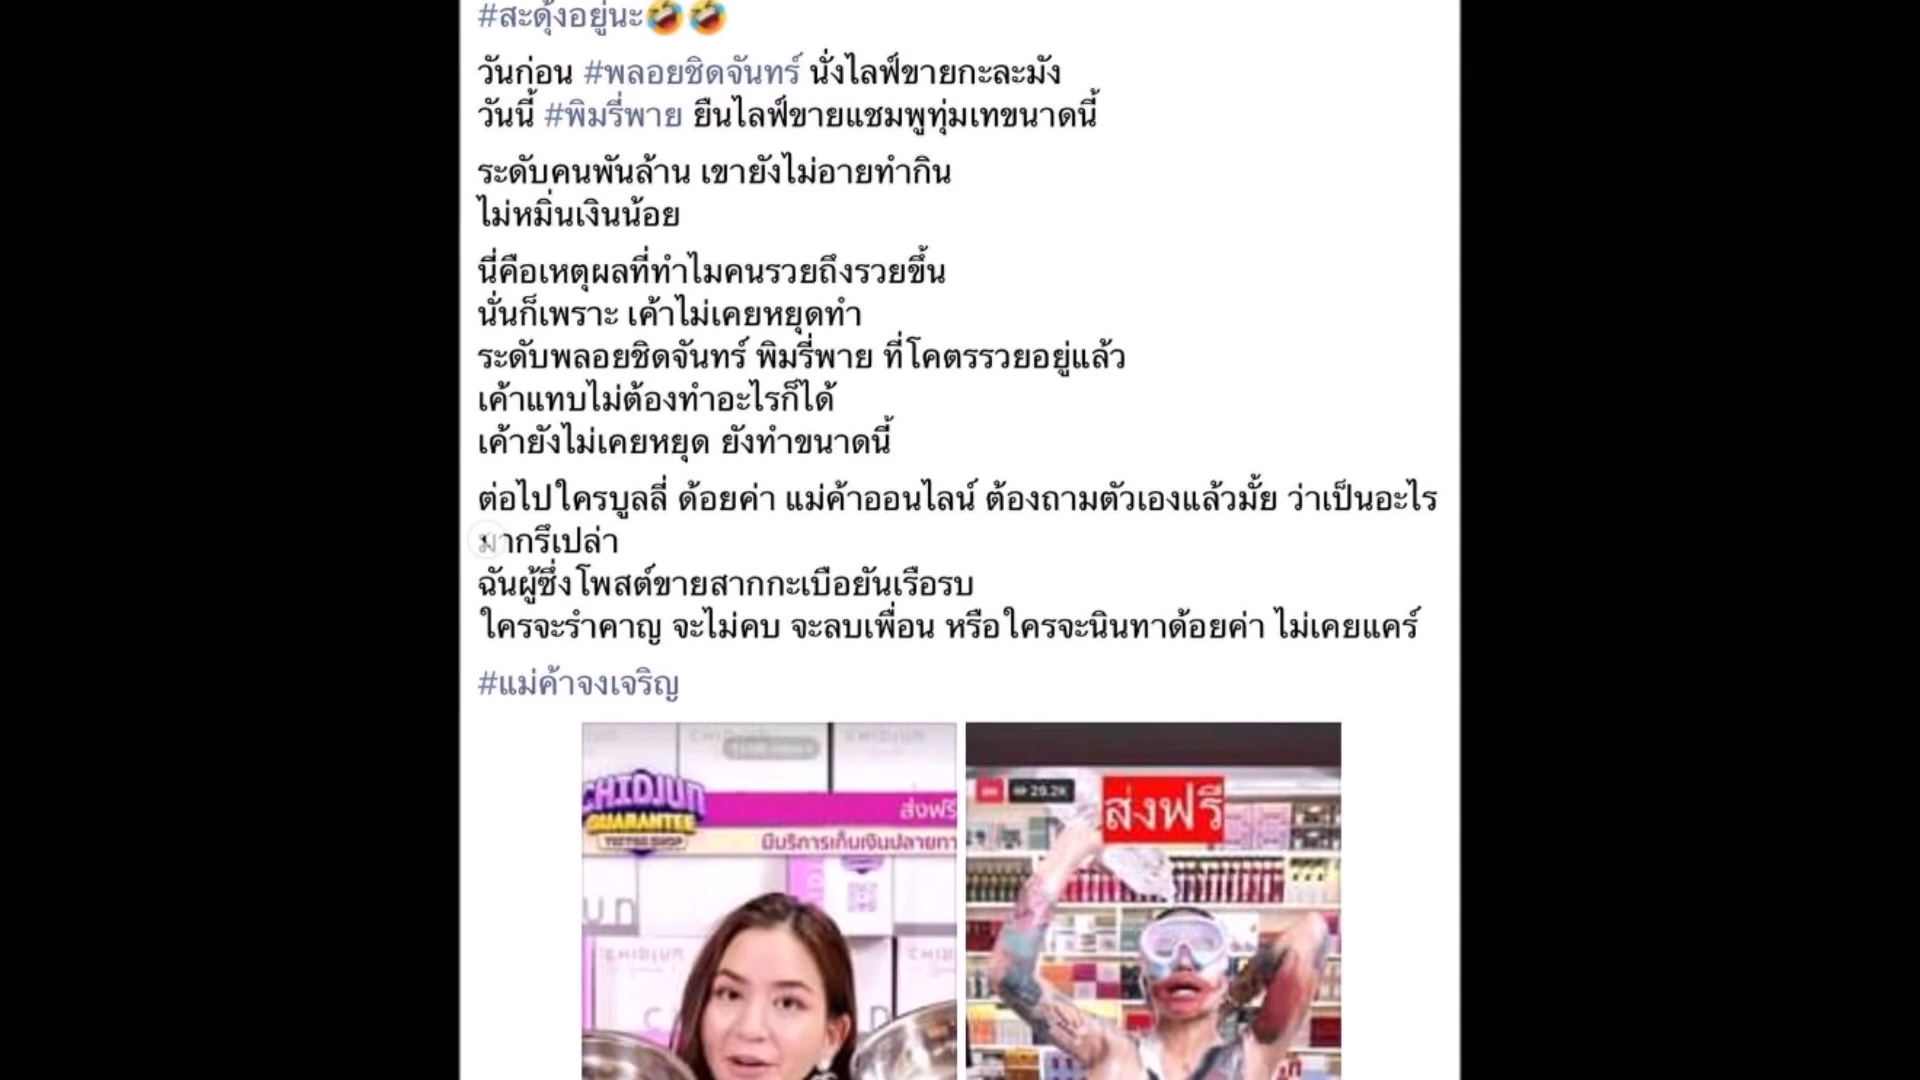 #สะดุ้งอยู่นะ🤣🤣
วันก่อน #พลอยชิดจันทร์ นั่งไลฟ์ขายกะละมัง
วันนี้ #พิมรี่พาย ยืนไลฟ์ขายแชมพูทุ่มเทขนาดนี้
ระดับคนพันล้าน เขายังไม่อายทำกิน
ไม่หมิ่นเงินน้อย
นี่คือเหตุผลที่ทำไมคนรวยถึงรวยขึ้น
นั่นก็เพราะ เค้าไม่เคยหยุดทำ
ระดับพลอยชิดจันทร์ พิมรี่พาย ที่โคตรรวยอยู่แล้ว
เค้าแทบไม่ต้องทำอะไรก็ได้
เค้ายังไม่เคยหยุด ยังทำขนาดนี้
ต่อไปใครบูลลี่ ด้อยค่า แม่ค้าออนไลน์ ต้องถามตัวเองแล้วมั้ย ว่าเป็นอะไร
มากรึเปล่า
ฉันผู้ซึ่งโพสต์ขายสากกะเบือยันเรือรบ
ใครจะรำคาญ จะไม่คบ จะลบเพื่อน หรือใครจะนินทาด้อยค่า ไม่เคยแคร์
#แม่ค้าจงเจริญ
CHIDJUN
GUARANTEE
ส่งฟรี
มีบริการเก็บเงินปลายทา
CHIDJUN
29.2K
ส่งฟรี